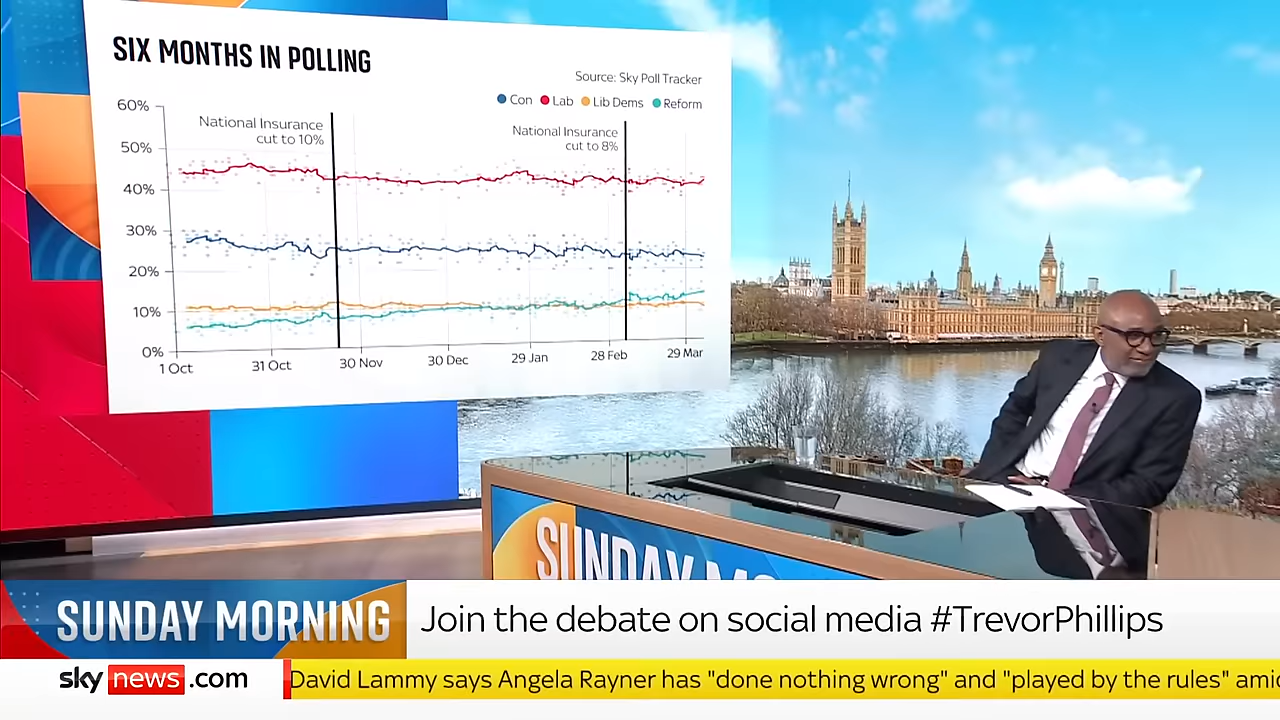 SIX MONTHS IN POLLING
Source: Sky Poll Tracker
Con Lab Lib Dems Reform
60%
50%
40%
30%
20%
10%
0%
National Insurance
cut to 10%
National Insurance
cut to 8%
1 Oct 31 Oct 30 Nov 30 Dec 29 Jan 28 Feb 29 Mar
SUNDAY
SUNDAY MORNING
Join the debate on social media #TrevorPhillips
sky news.com
David Lammy says Angela Rayner has "done nothing wrong" and "played by the rules"